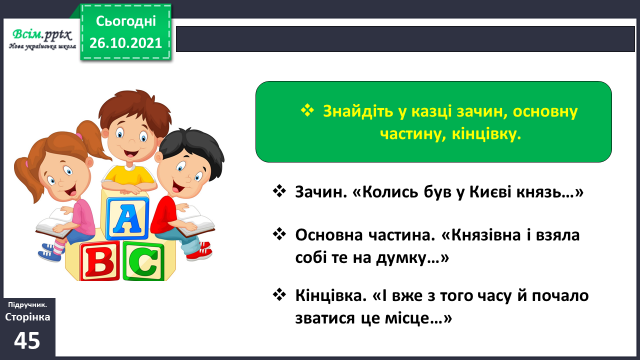 Всім.pptx
Нова українська школа
Сьогодні
26.10.2021
❖ Знайдіть у казці зачин, основну
частину, кінцівку.
❖ Зачин. «Колись був у Києві князь…»
❖ Основна частина. «Князівна і взяла
собі те на думку…»
❖ Кінцівка. «І вже з того часу й почало
зватися це місце…»
A
B C
Підручник.
Сторінка
45